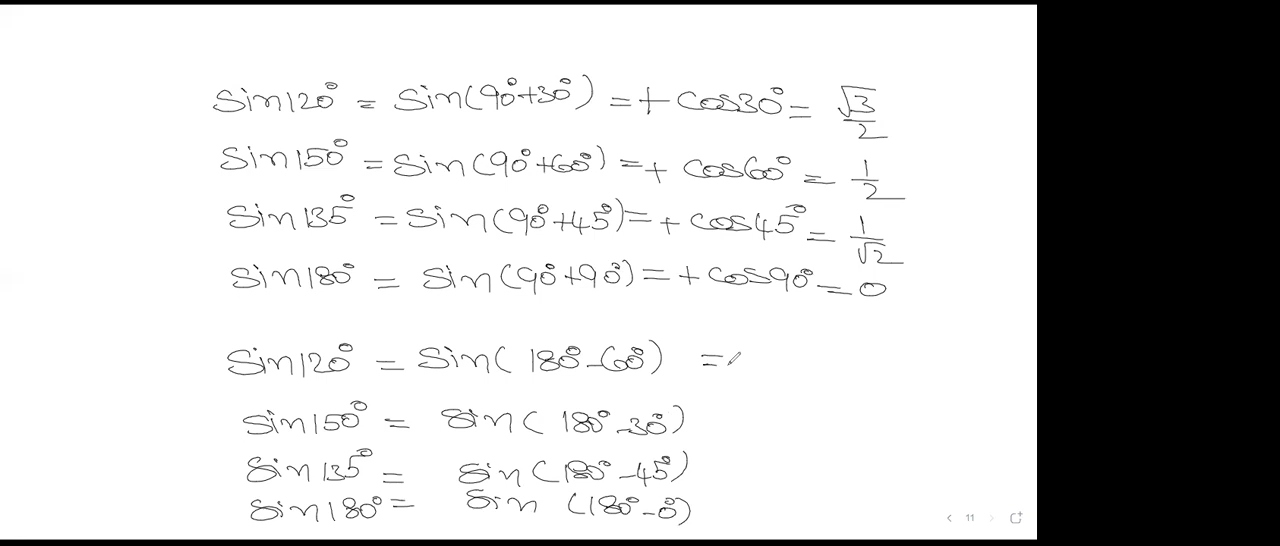 Sin120° = Sin(90°+30°) = + cos30° = √3/2
Sin150° = Sin(90°+60°) = + cos60° = 1/2
Sin135° = Sin(90°+45°) = + cos45° = 1/√2
Sin180° = Sin(90°+90°) = + cos90° = 0
Sin120° = Sin(180°-60°) =
Sin150° = Sin(180°-30°)
Sin135° = Sin(180°-45°)
Sin180° = Sin(180°-0°)
< 11 >